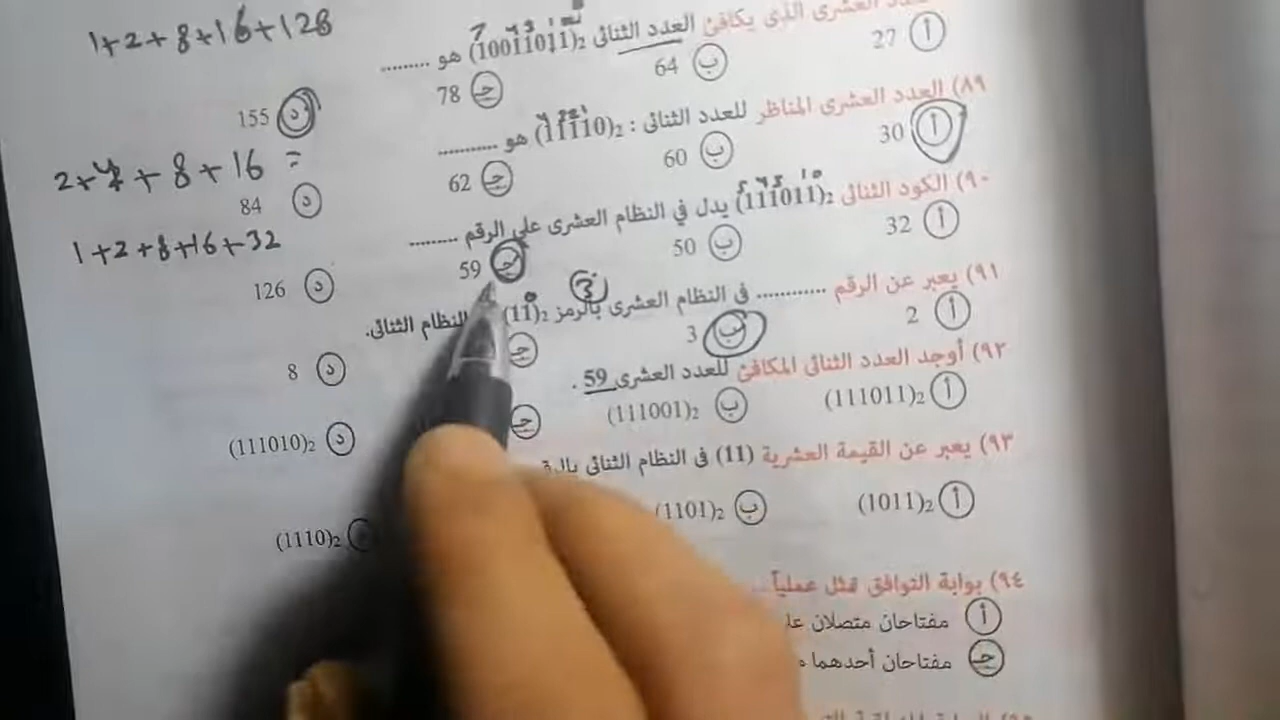 1+2+8+16+128
العشرى الذى يكافئ العدد الثنائى (10011011)2 هو .........
أ 27 ب 64 ج 78 د 155
٨٩) العدد العشرى المناظر للعدد الثنائى : (11110)2 هو ...........
أ 30 ب 60 ج 62 د 84
2+4+8+16 =
٩٠) الكود الثنائى (111011)2 يدل في النظام العشرى على الرقم .........
أ 32 ب 50 ج 59 د 126
1+2+8+16+32
٩١) يعبر عن الرقم ............ فى النظام العشرى بالرمز (11)2 النظام الثنائى.
أ 2 ب 3 ج د 8
٩٢) أوجد العدد الثنائى المكافئ للعدد العشرى 59 .
أ (111011)2 ب (111001)2 ج د (111010)2
٩٣) يعبر عن القيمة العشرية (11) فى النظام الثنائى
أ (1011)2 ب (1101)2 (1110)2
٩٤) بوابة التوافق تمثل عملياً
أ مفتاحان متصلان
ج مفتاحان أحدهما